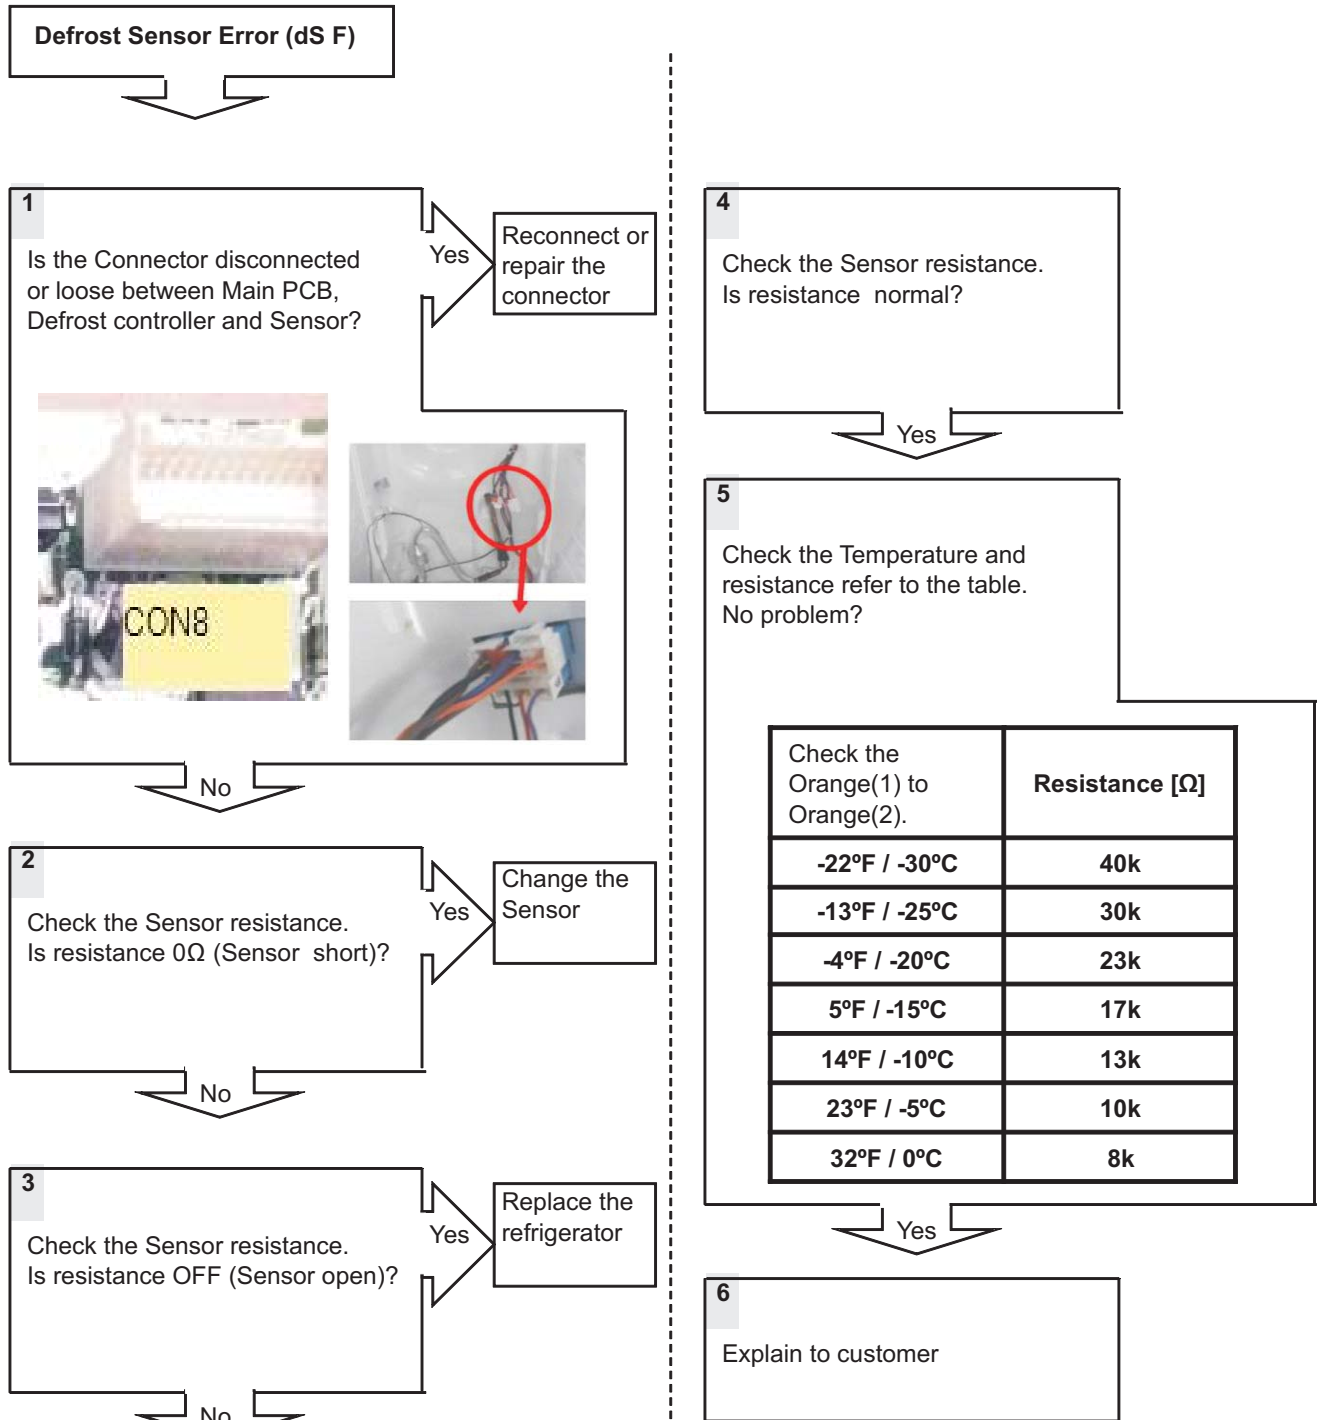 Defrost Sensor Error (dS F)
1
Is the Connector disconnected
or loose between Main PCB,
Defrost controller and Sensor?
Yes
Reconnect or
repair the
connector
CON8
No
2
Check the Sensor resistance.
Is resistance 0Ω (Sensor short)?
Yes
Change the
Sensor
No
3
Check the Sensor resistance.
Is resistance OFF (Sensor open)?
Yes
Replace the
refrigerator
No
4
Check the Sensor resistance.
Is resistance normal?
Yes
5
Check the Temperature and
resistance refer to the table.
No problem?
Check the
Orange(1) to
Orange(2).
Resistance [Ω]
-22ºF / -30ºC 40k
-13ºF / -25ºC 30k
-4ºF / -20ºC 23k
5ºF / -15ºC 17k
14ºF / -10ºC 13k
23ºF / -5ºC 10k
32ºF / 0ºC 8k
Yes
6
Explain to customer